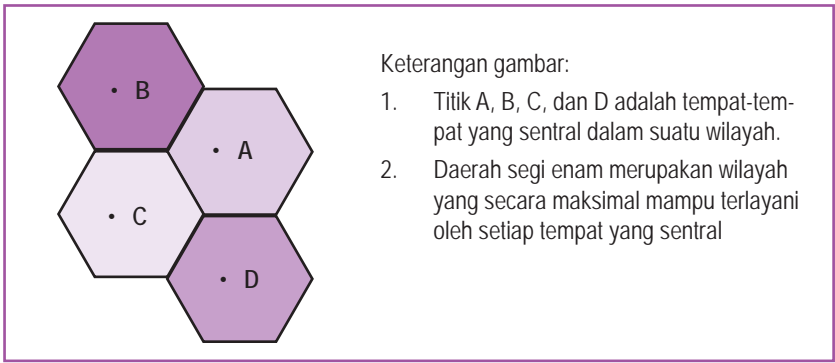 B
A
C
D
Keterangan gambar:
1. Titik A, B, C, dan D adalah tempat-tem-
pat yang sentral dalam suatu wilayah.
2. Daerah segi enam merupakan wilayah
yang secara maksimal mampu terlayani
oleh setiap tempat yang sentral